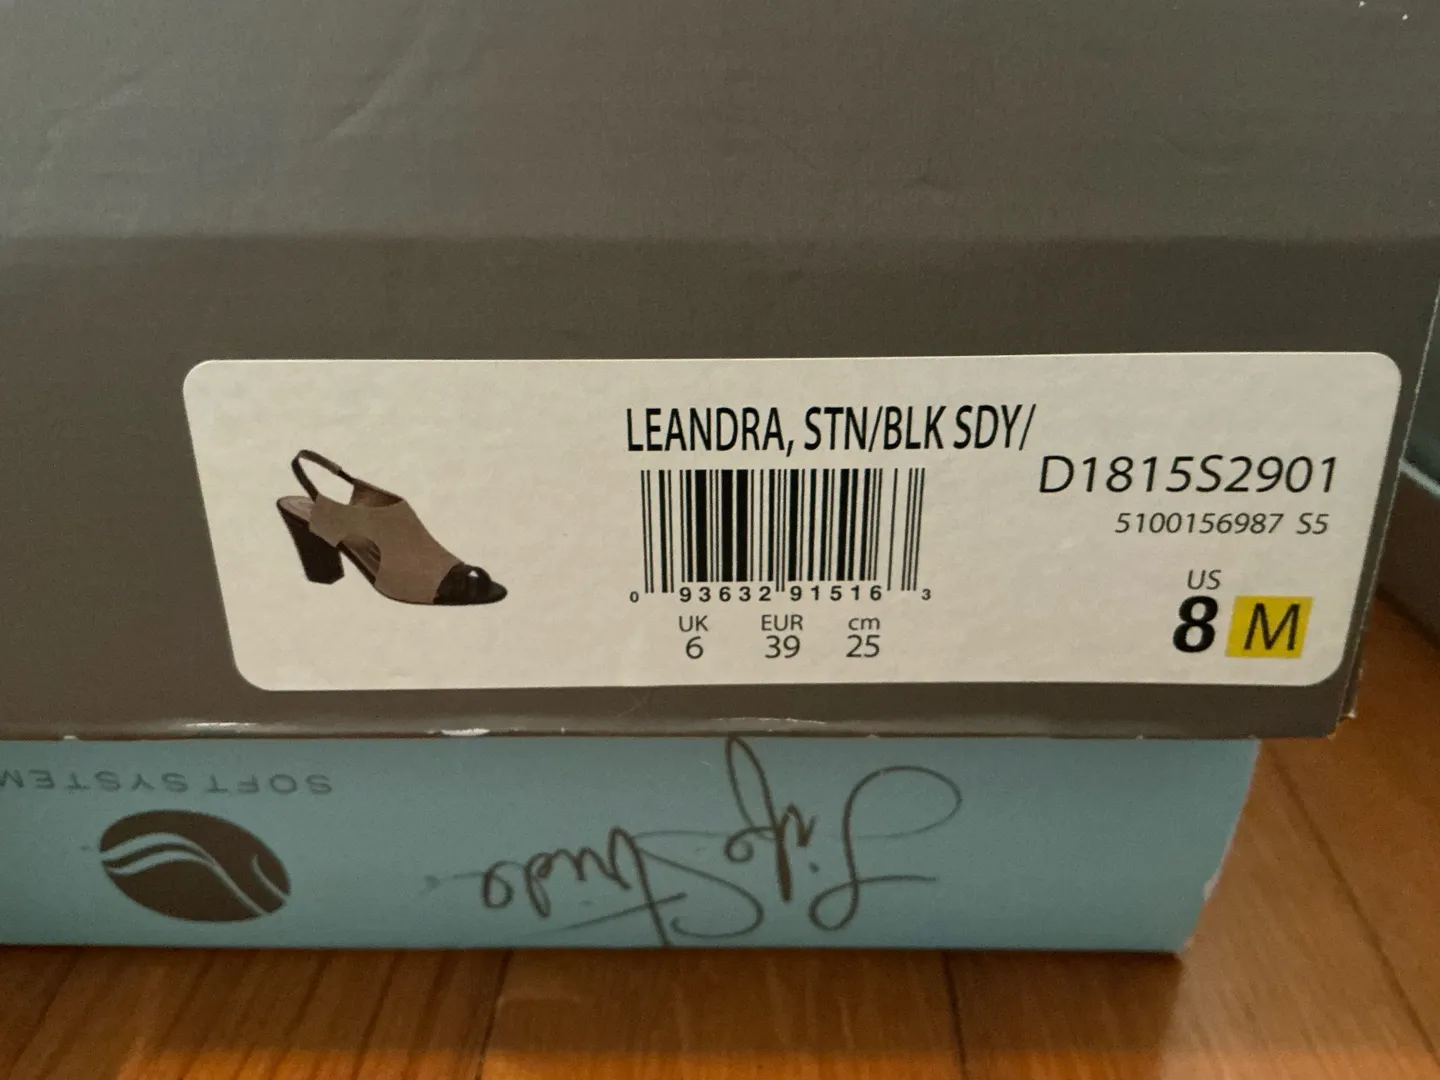 LEANDRA, STN/BLK SDY/
D1815S2901
5100156987 S5
0 93632 91516 3
UK EUR cm
6 39 25
US
8 M
SOFT SYSTEM
LifeStride